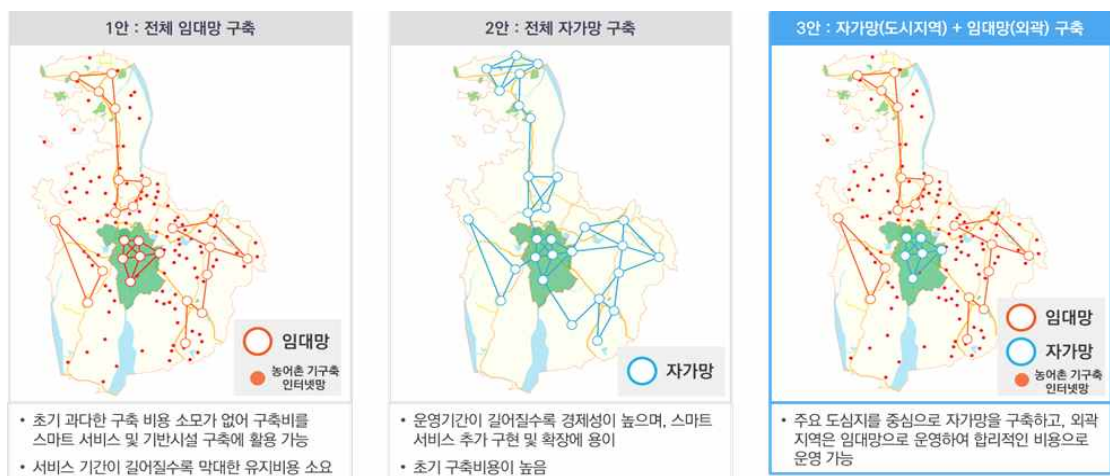 1안 : 전체 임대망 구축
임대망
농어촌 기구축
인터넷망
• 초기 과다한 구축 비용 소모가 없어 구축비를
스마트 서비스 및 기반시설 구축에 활용 가능
• 서비스 기간이 길어질수록 막대한 유지비용 소요
2안 : 전체 자가망 구축
자가망
• 운영기간이 길어질수록 경제성이 높으며, 스마트
서비스 추가 구현 및 확장에 용이
• 초기 구축비용이 높음
3안 : 자가망(도시지역) + 임대망(외곽) 구축
임대망
자가망
농어촌 기구축
인터넷망
• 주요 도심지를 중심으로 자가망을 구축하고, 외곽
지역은 임대망으로 운영하여 합리적인 비용으로
운영 가능